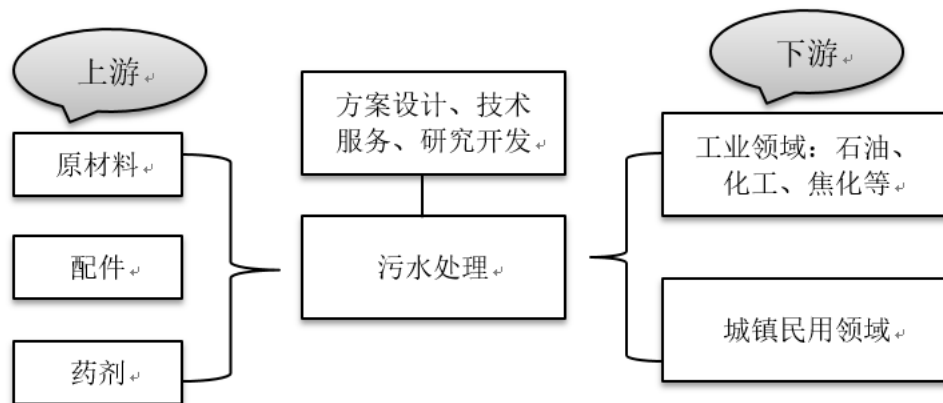 上游
原材料
配件
药剂
方案设计、技术
服务、研究开发
污水处理
下游
工业领域：石油、
化工、焦化等
城镇民用领域